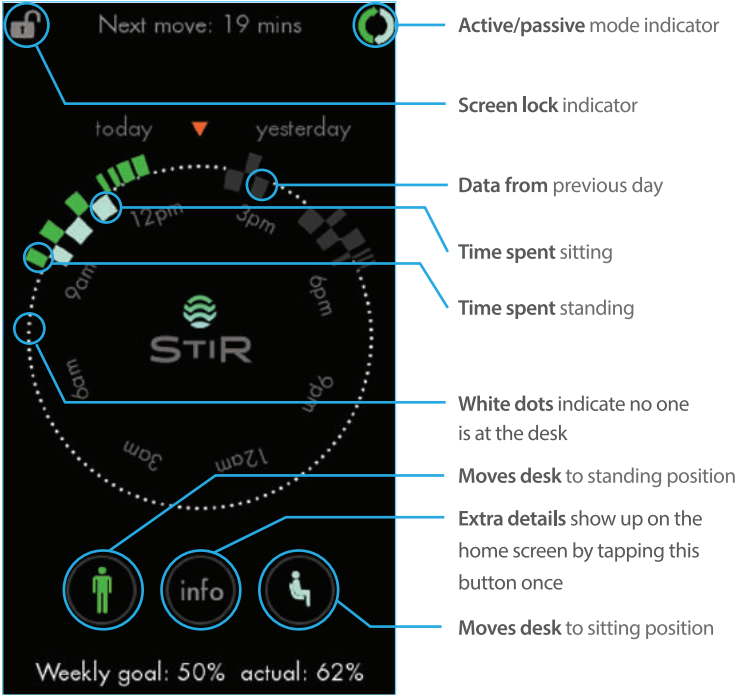 Next move: 19 mins
Active/passive mode indicator
Screen lock indicator
today
yesterday
Data from previous day
12pm
3pm
Time spent sitting
9am
6pm
Time spent standing
STIR
6am
9pm
White dots indicate no one
is at the desk
3am
12am
Moves desk to standing position
Extra details show up on the
home screen by tapping this
button once
info
Moves desk to sitting position
Weekly goal: 50% actual: 62%